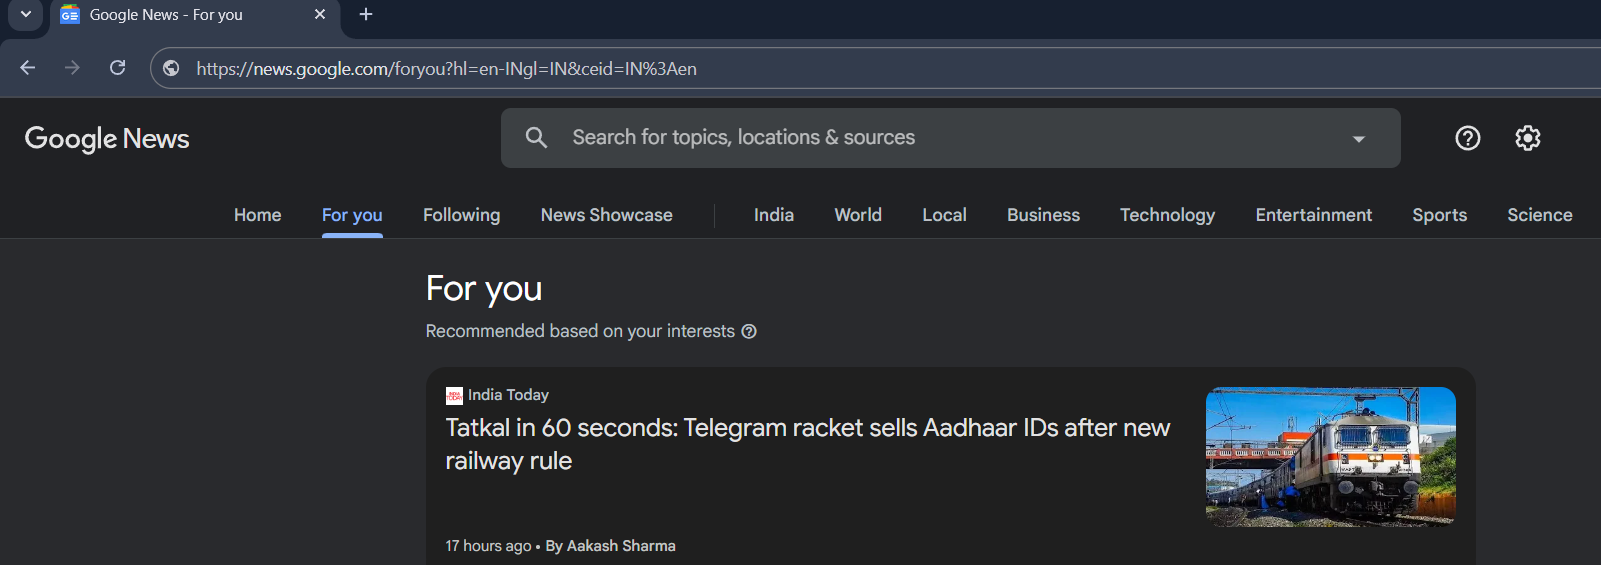 Google News - For you
https://news.google.com/foryou?hl=en-INgl=IN&ceid=IN%3Aen
Google News
Search for topics, locations & sources
Home For you Following News Showcase India World Local Business Technology Entertainment Sports Science
For you
Recommended based on your interests
INDIA TODAY India Today
Tatkal in 60 seconds: Telegram racket sells Aadhaar IDs after new
railway rule
17 hours ago • By Aakash Sharma